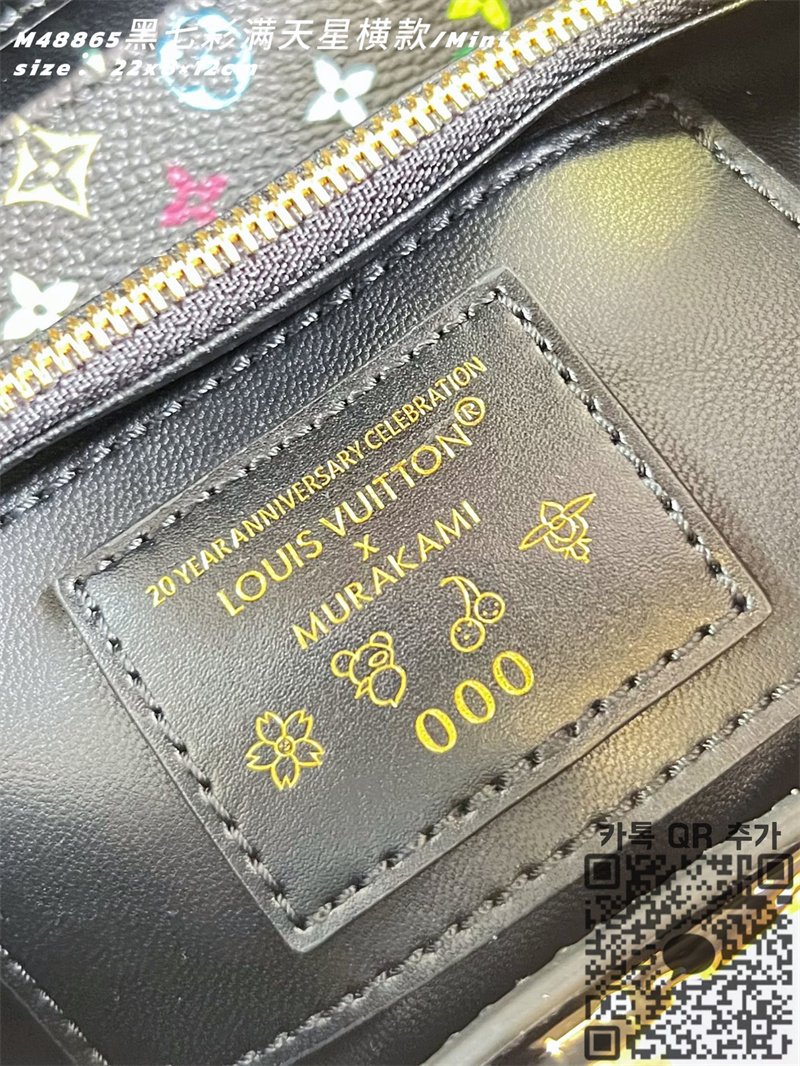 M48865黑七彩满天星横款/Mini
size：22x8x12cm
20 YEAR ANNIVERSARY CELEBRATION
LOUIS VUITTON®
X
MURAKAMI
000
카톡 QR 추가